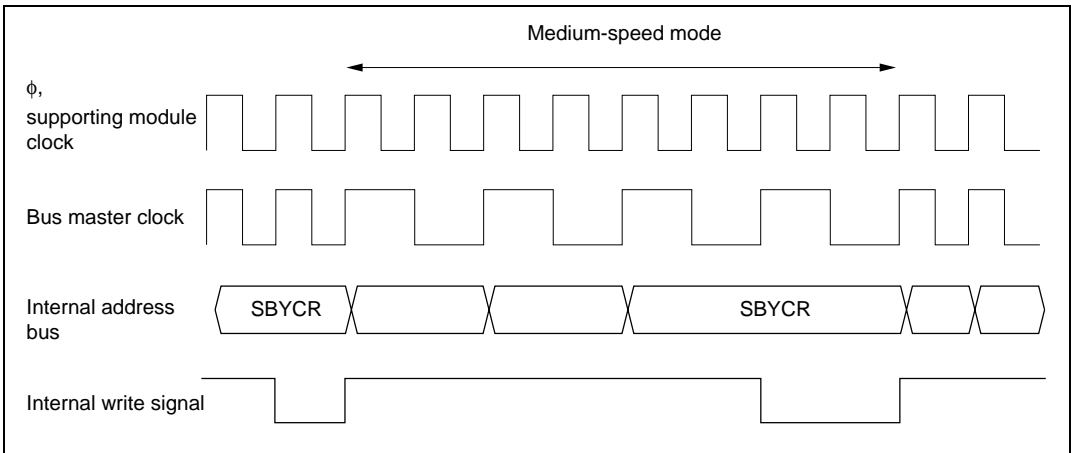 Medium-speed mode
ϕ,
supporting module
clock
Bus master clock
Internal address
bus
SBYCR
SBYCR
Internal write signal